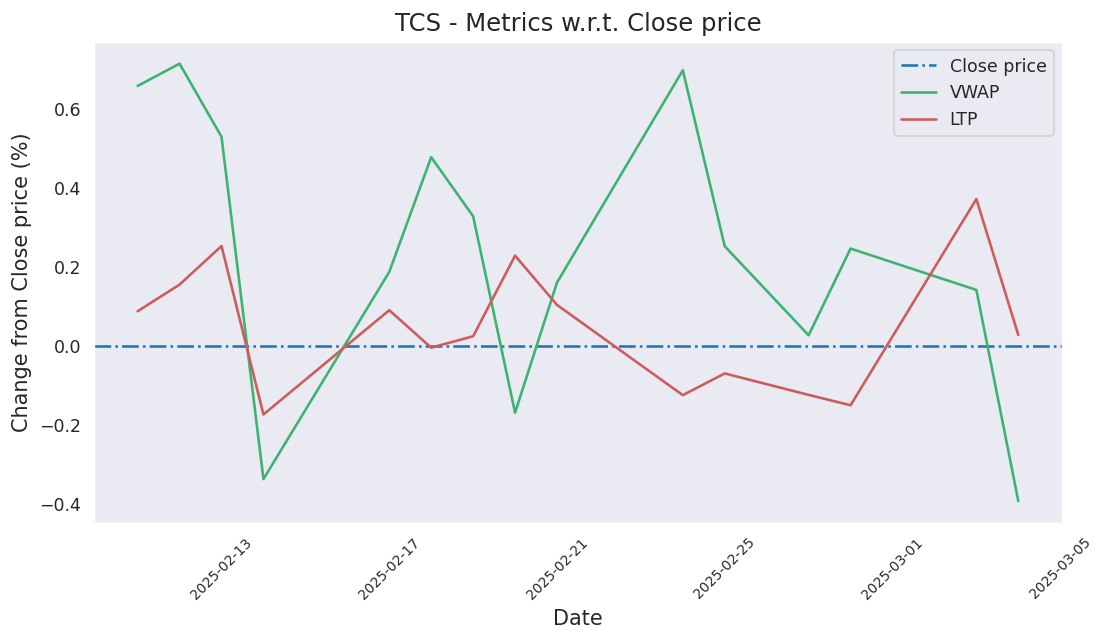 TCS - Metrics w.r.t. Close price
Change from Close price (%)
0.6
0.4
0.2
0.0
−0.2
−0.4
Close price
VWAP
LTP
2025-02-13
2025-02-17
2025-02-21
2025-02-25
2025-03-01
2025-03-05
Date